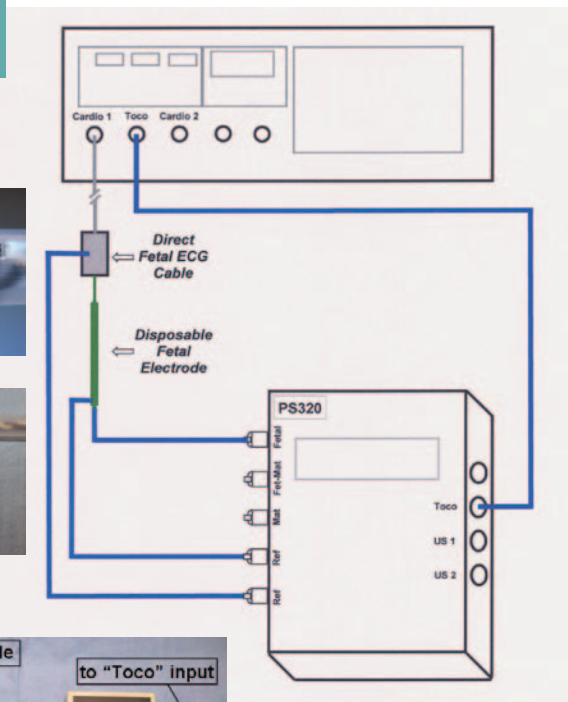 Cardio 1 Toco Cardio 2
Direct
Fetal ECG
Cable
Disposable
Fetal
Electrode
PS320
Fetal
Fet-Mat
Mat
Ref
Ref
Toco
US 1
US 2
to “Toco” input